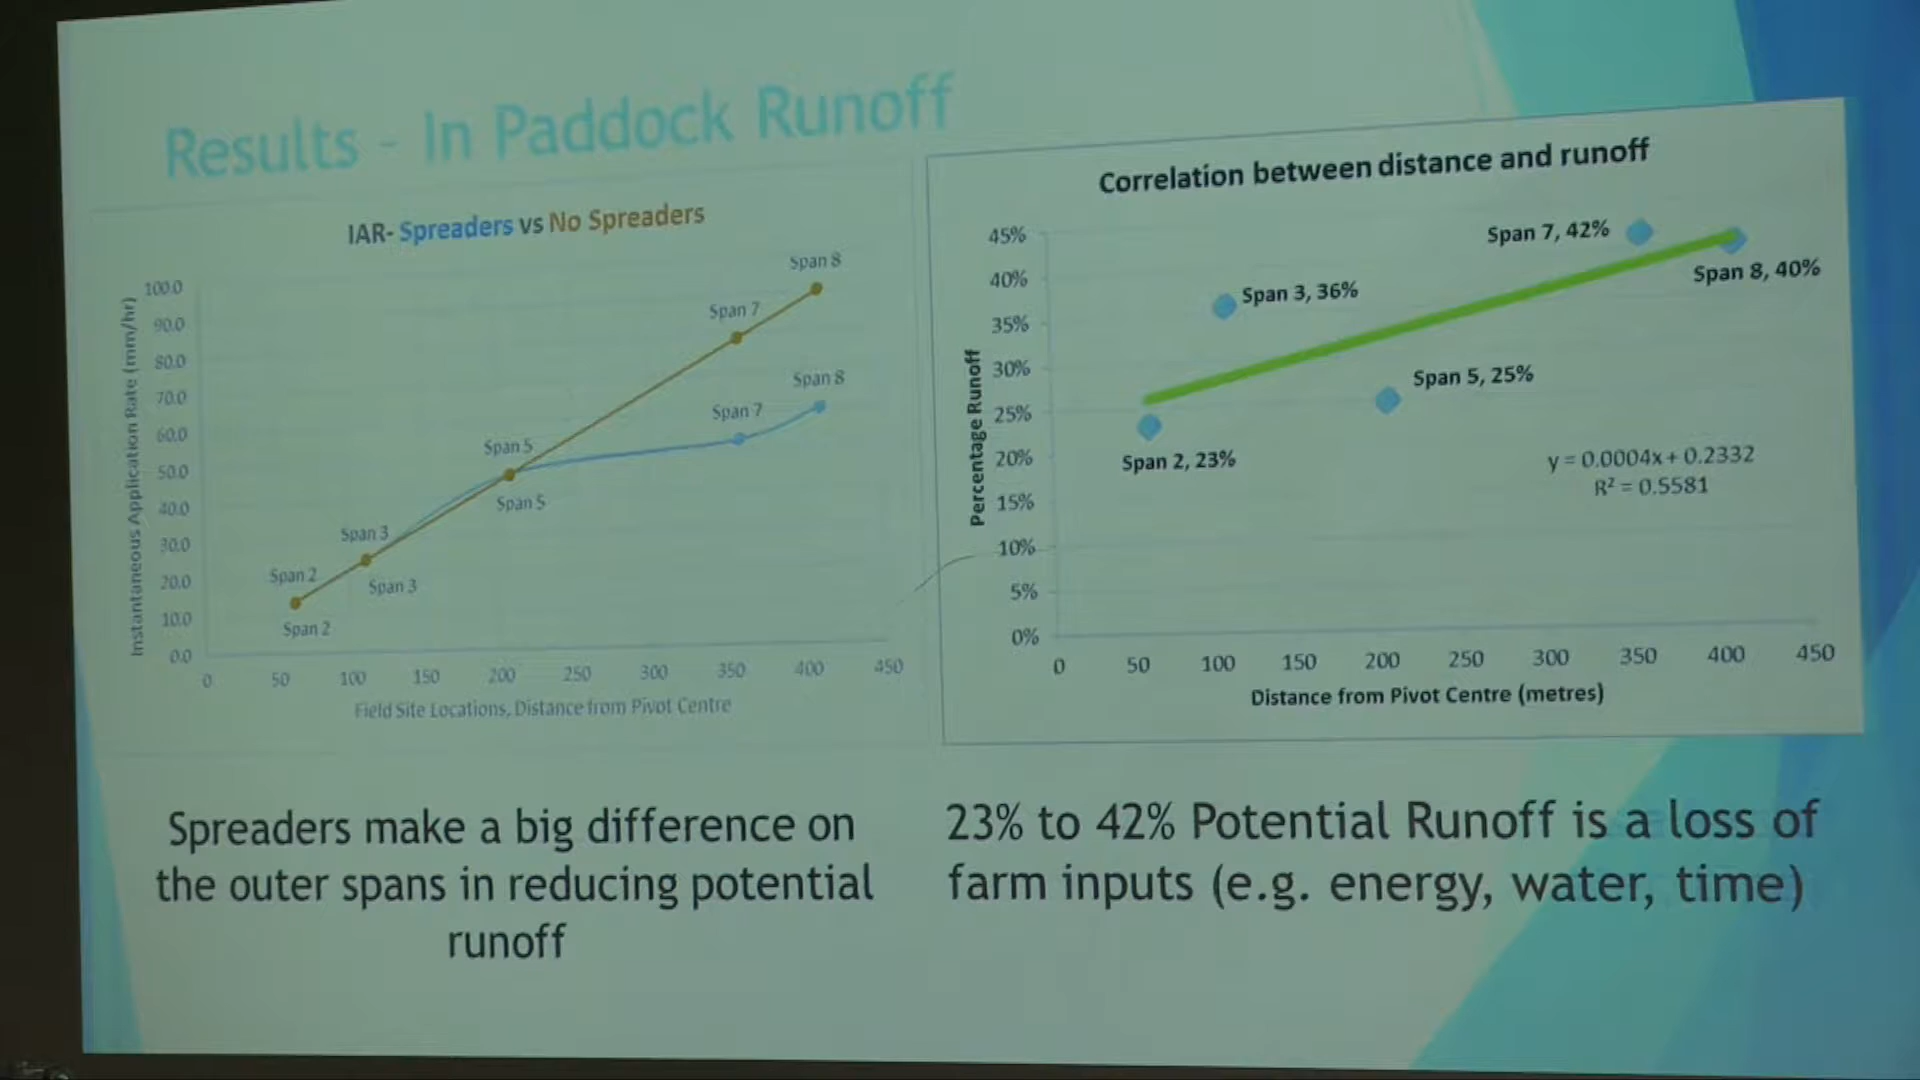 Results - In Paddock Runoff
IAR- Spreaders vs No Spreaders
Instantaneous Application Rate (mm/hr)
100.0
90.0
80.0
70.0
60.0
50.0
40.0
30.0
20.0
10.0
0.0
Span 8
Span 7
Span 8
Span 7
Span 5
Span 5
Span 3
Span 3
Span 2
Span 2
0 50 100 150 200 250 300 350 400 450
Field Site Locations, Distance from Pivot Centre
Correlation between distance and runoff
Percentage Runoff
45%
40%
35%
30%
25%
20%
15%
10%
5%
0%
Span 7, 42%
Span 8, 40%
Span 3, 36%
Span 5, 25%
Span 2, 23%
y = 0.0004x + 0.2332
R² = 0.5581
0 50 100 150 200 250 300 350 400 450
Distance from Pivot Centre (metres)
Spreaders make a big difference on
the outer spans in reducing potential
runoff
23% to 42% Potential Runoff is a loss of
farm inputs (e.g. energy, water, time)